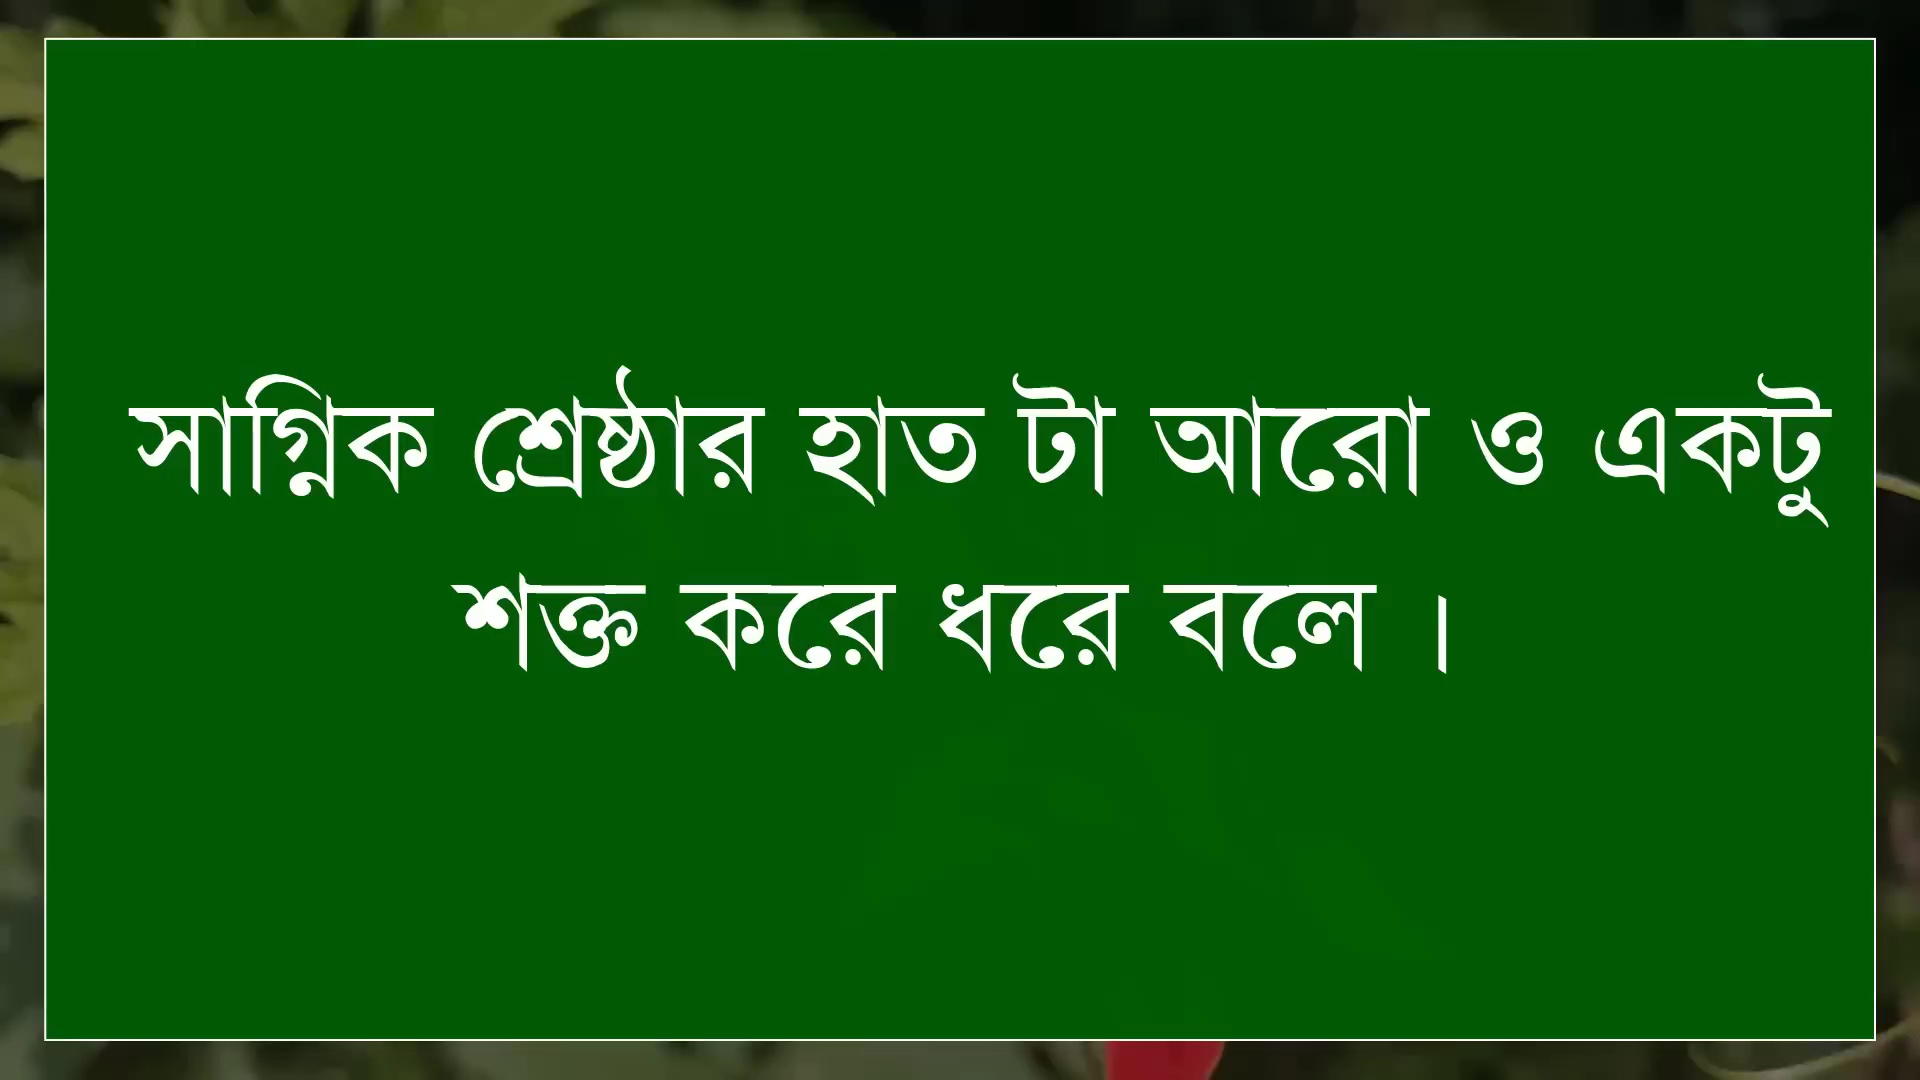 সাগ্নিক শ্রেষ্ঠার হাত টা আরো ও একটু
শক্ত করে ধরে বলে ।